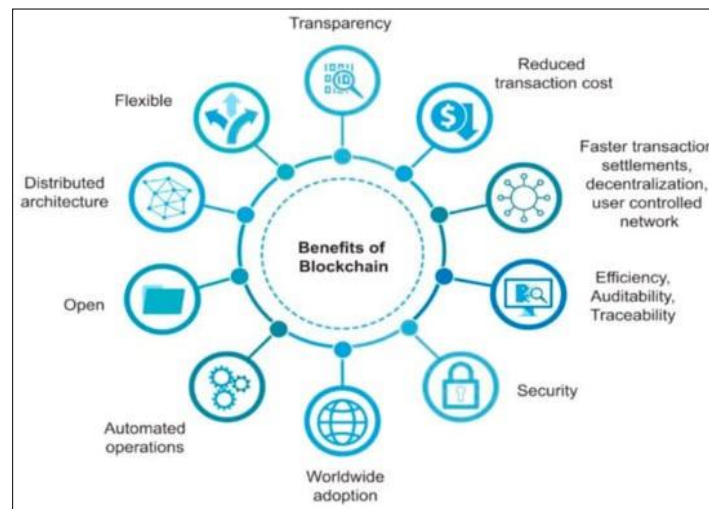 Transparency
Reduced
transaction cost
Faster transaction
settlements,
decentralization,
user controlled
network
Efficiency,
Auditability,
Traceability
Security
Worldwide
adoption
Automated
operations
Open
Distributed
architecture
Flexible
Benefits of
Blockchain